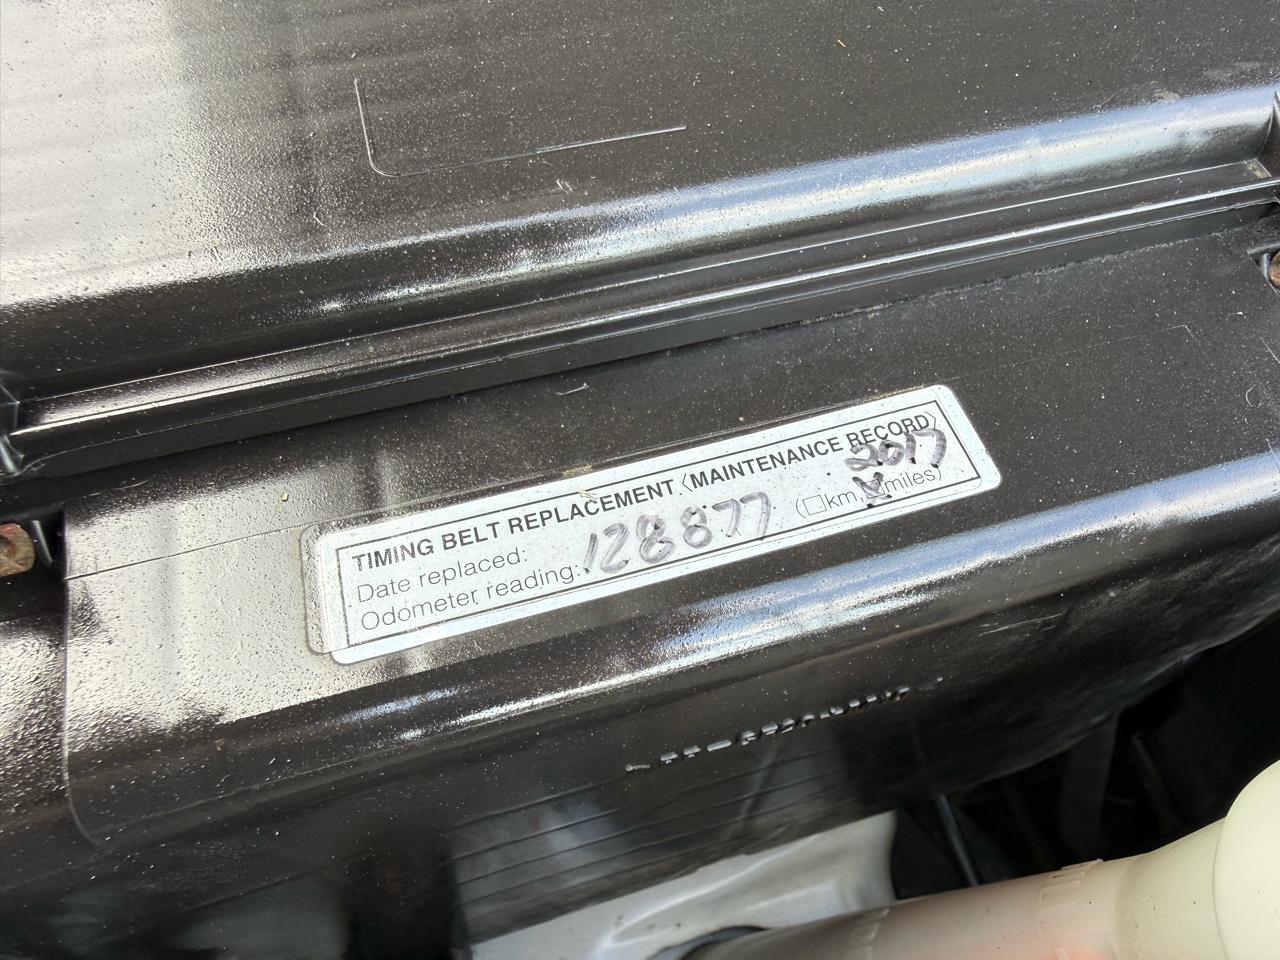 TIMING BELT REPLACEMENT〈MAINTENANCE RECORD〉
Date replaced: 2017
Odometer reading: 128877 (□km, ☑miles)